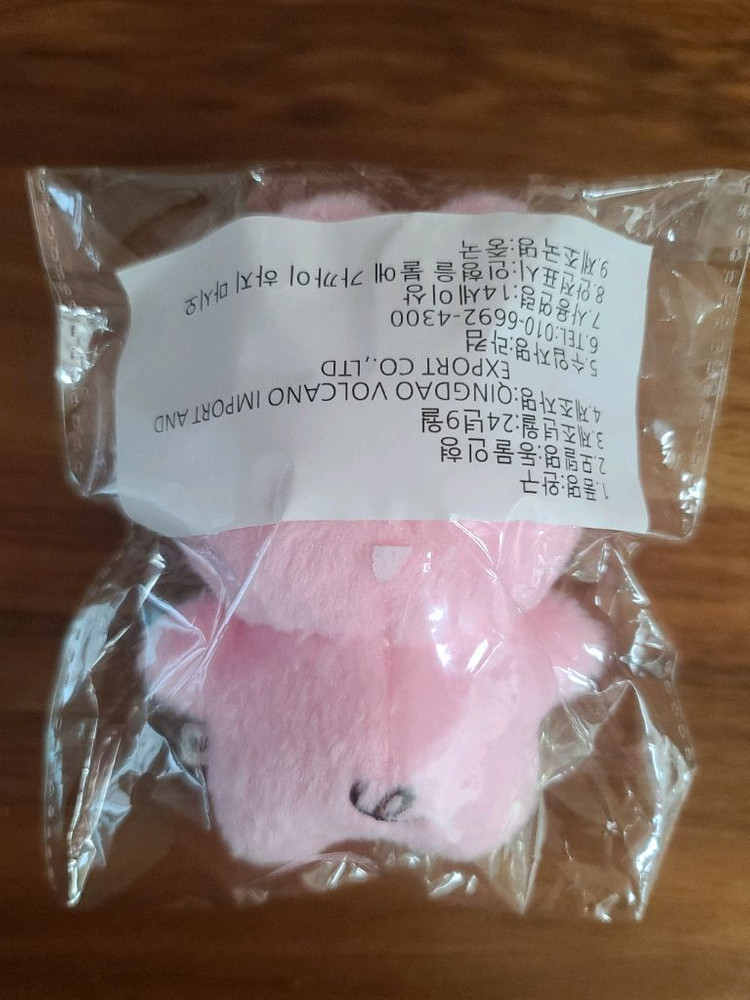 1.품명:완구
2.모델명:동물인형
3.제조년월:24년9월
4.제조자명:QINGDAO VOLCANO IMPORT AND
EXPORT CO.,LTD
5.수입자명:라컴
6.TEL:010-6692-4300
7.사용연령:14세이상
8.안전표시:인형을 불에 가까이 하지 마시오
9.제조국명:중국